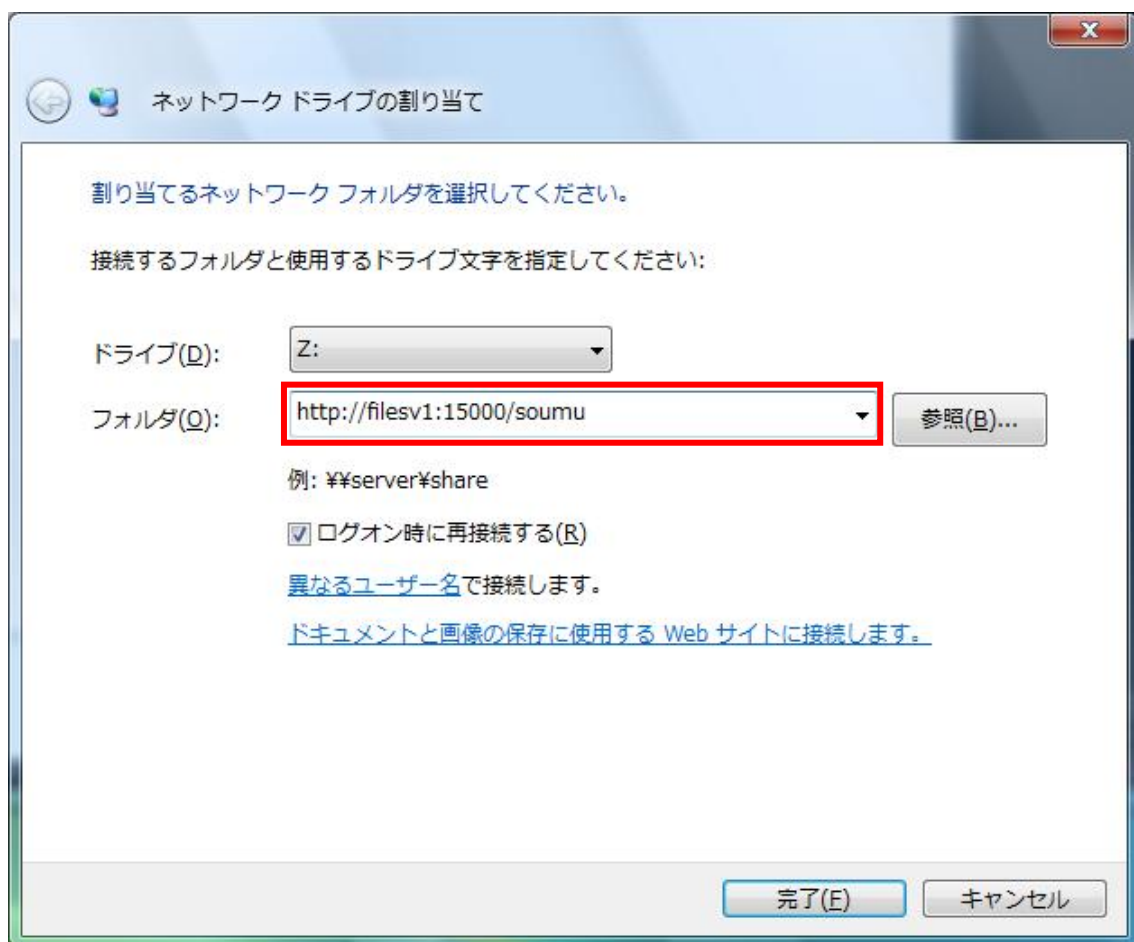 ネットワーク ドライブの割り当て
割り当てるネットワーク フォルダを選択してください。
接続するフォルダと使用するドライブ文字を指定してください:
ドライブ(D): Z:
フォルダ(O): http://filesv1:15000/soumu 参照(B)...
例: ¥¥server¥share
ログオン時に再接続する(R)
異なるユーザー名で接続します。
ドキュメントと画像の保存に使用する Web サイトに接続します。
完了(F) キャンセル